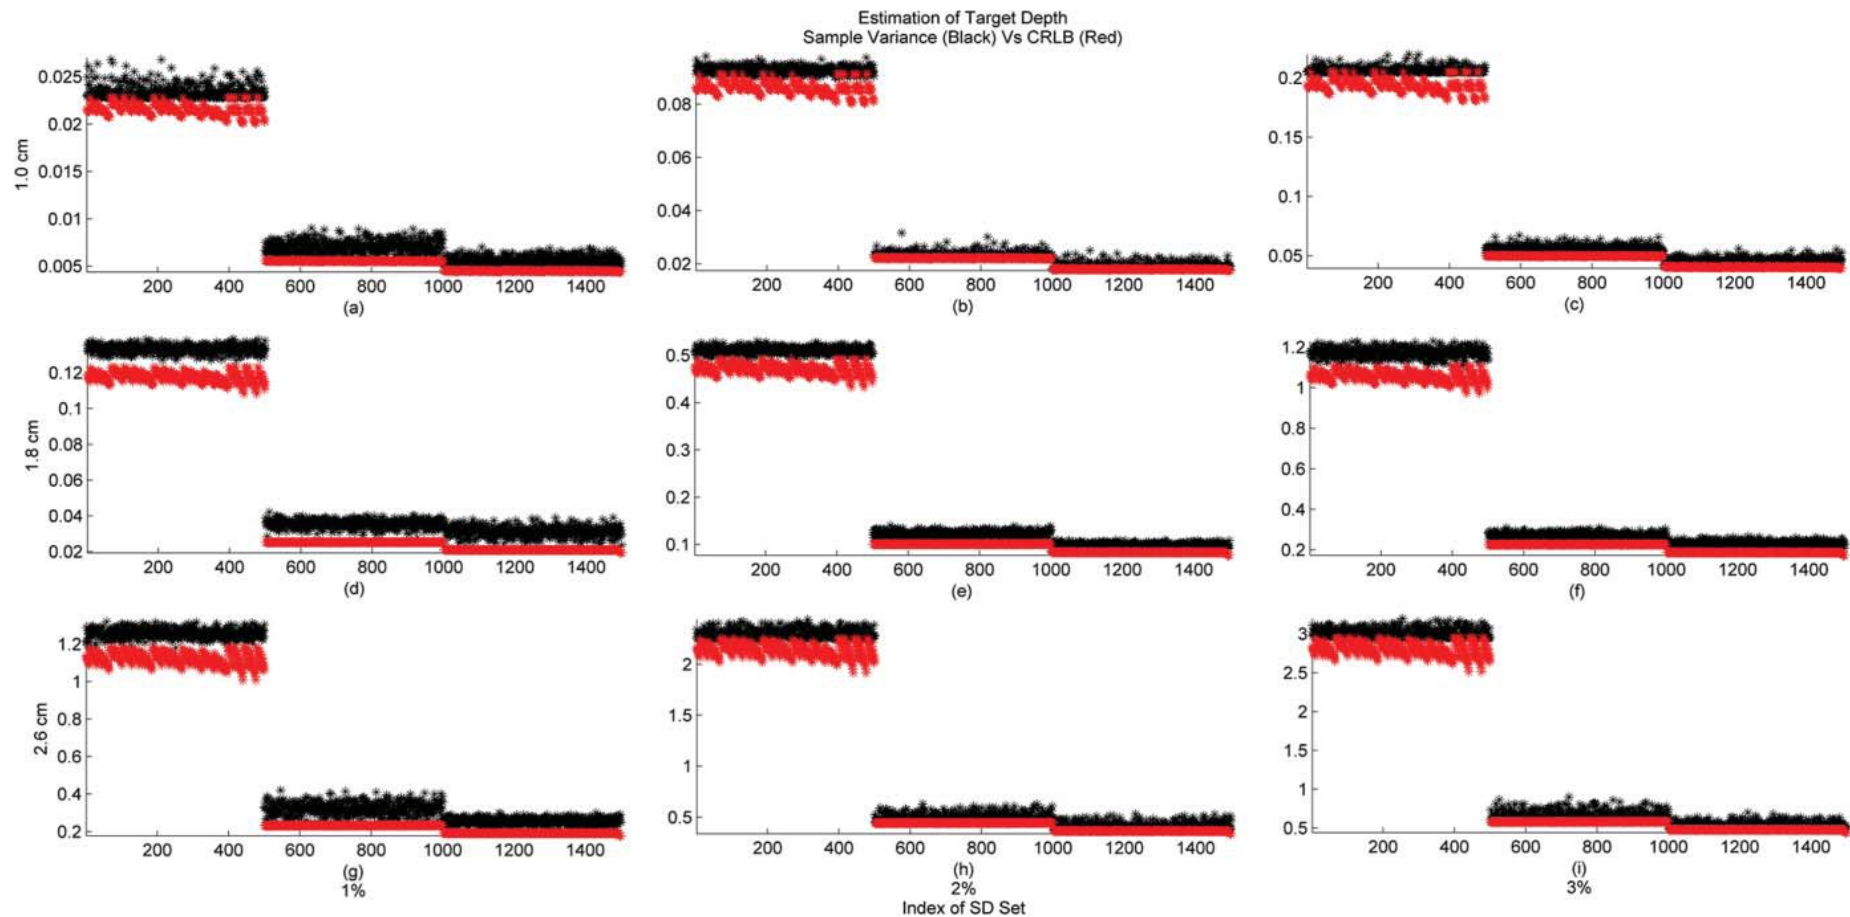 Estimation of Target Depth
Sample Variance (Black) Vs CRLB (Red)
1.0 cm
0.025
0.02
0.015
0.01
0.005
200 400 600 800 1000 1200 1400
(a)
0.08
0.06
0.04
0.02
200 400 600 800 1000 1200 1400
(b)
0.2
0.15
0.1
0.05
200 400 600 800 1000 1200 1400
(c)
1.8 cm
0.12
0.1
0.08
0.06
0.04
0.02
200 400 600 800 1000 1200 1400
(d)
0.5
0.4
0.3
0.2
0.1
200 400 600 800 1000 1200 1400
(e)
1.2
1
0.8
0.6
0.4
0.2
200 400 600 800 1000 1200 1400
(f)
2.6 cm
1.2
1
0.8
0.6
0.4
0.2
200 400 600 800 1000 1200 1400
(g)
1%
2
1.5
1
0.5
200 400 600 800 1000 1200 1400
(h)
2%
3
2.5
2
1.5
1
0.5
200 400 600 800 1000 1200 1400
(i)
3%
Index of SD Set